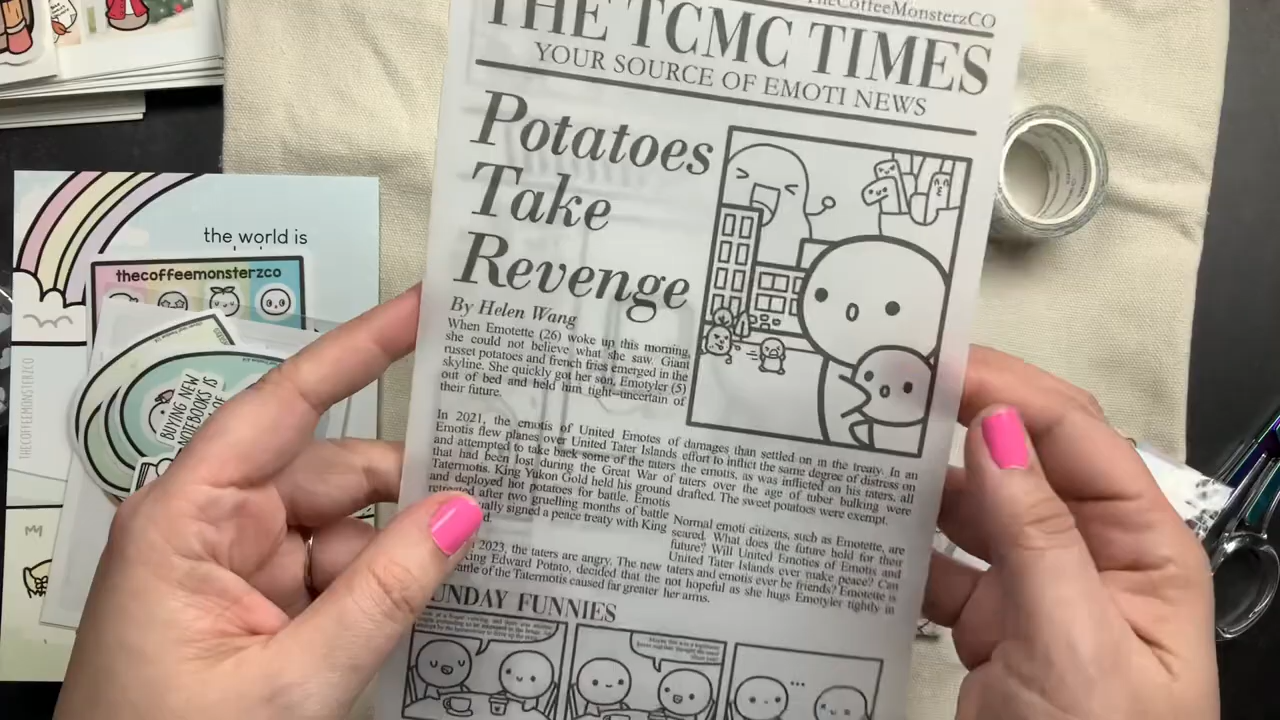 TheCoffeeMonsterzCO
THE TCMC TIMES
YOUR SOURCE OF EMOTI NEWS
Potatoes
Take
Revenge
By Helen Wang
When Emotette (26) woke up this morning,
she could not believe what she saw. Giant
russet potatoes and french fries emerged in the
skyline. She quickly got her son, Emotyler (5)
out of bed and held him tight–uncertain of
their future.
In 2021, the emotis of United Emotes of
Emotis flew planes over United Tater Islands
and attempted to take back some of the taters
that had been lost during the Great War of
Tatermotis. King Yukon Gold held his ground
and deployed hot potatoes for battle. Emotis
after two gruelling months of battle
signed a peace treaty with King
2023, the taters are angry. The new
King Edward Potato, decided that the
Battle of the Tatermotis caused far greater
damages than settled on in the treaty. In an
effort to inflict the same degree of distress on
the emotis, as was inflicted on his taters, all
taters over the age of tuber bulking were
drafted. The sweet potatoes were exempt.
Normal emoti citizens, such as Emotette, are
scared. What does the future hold for their
future? Will United Emoties of Emotis and
United Tater Islands ever make peace? Can
taters and emotis ever be friends? Emotette is
not hopeful as she hugs Emotyler tightly in
her arms.
SUNDAY FUNNIES
...
the world is
thecoffeemonsterzco
BUYING NEW
NOTEBOOKS IS
THECOFFEEMONSTERZCO